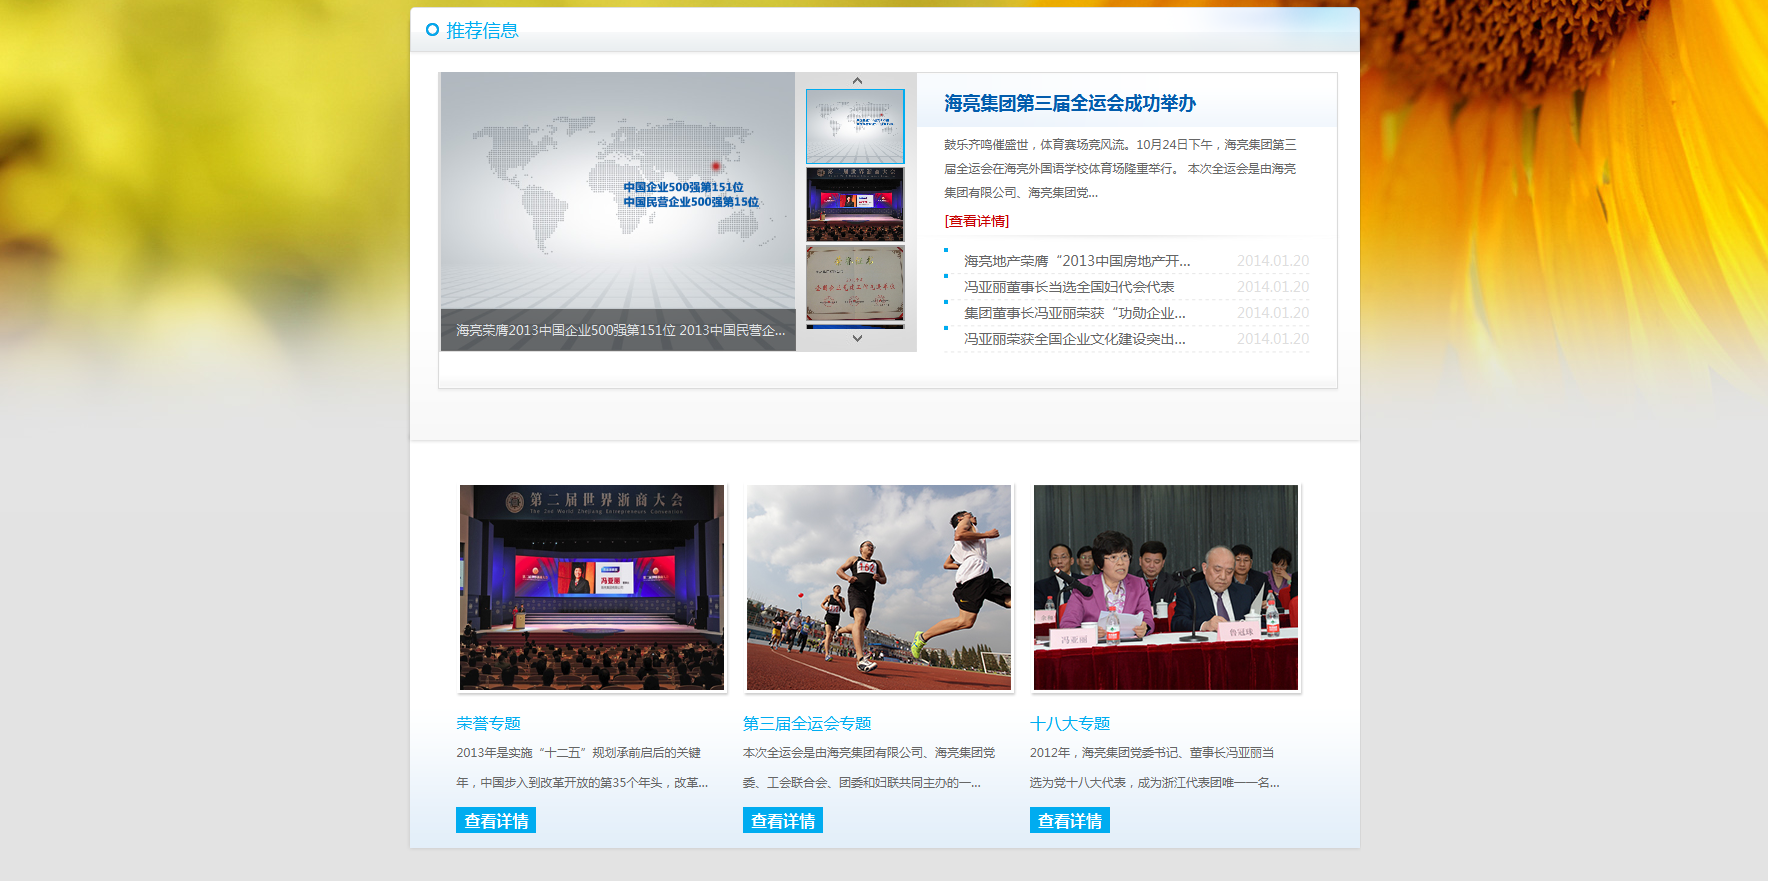 推荐信息
中国企业500强第151位
中国民营企业500强第15位
海亮荣膺2013中国企业500强第151位 2013中国民营企...
海亮集团第三届全运会成功举办
鼓乐齐鸣催盛世，体育赛场竞风流。10月24日下午，海亮集团第三
届全运会在海亮外国语学校体育场隆重举行。 本次全运会是由海亮
集团有限公司、海亮集团党...
[查看详情]
海亮地产荣膺“2013中国房地产开... 2014.01.20
冯亚丽董事长当选全国妇代会代表 2014.01.20
集团董事长冯亚丽荣获“功勋企业... 2014.01.20
冯亚丽荣获全国企业文化建设突出... 2014.01.20
第二届世界浙商大会
The 2nd World Zhejiang Entrepreneurs Convention
冯亚丽
162
冯亚丽
鲁冠球
荣誉专题
2013年是实施“十二五”规划承前启后的关键
年，中国步入到改革开放的第35个年头，改革...
查看详情
第三届全运会专题
本次全运会是由海亮集团有限公司、海亮集团党
委、工会联合会、团委和妇联共同主办的一...
查看详情
十八大专题
2012年，海亮集团党委书记、董事长冯亚丽当
选为党十八大代表，成为浙江代表团唯一一名...
查看详情